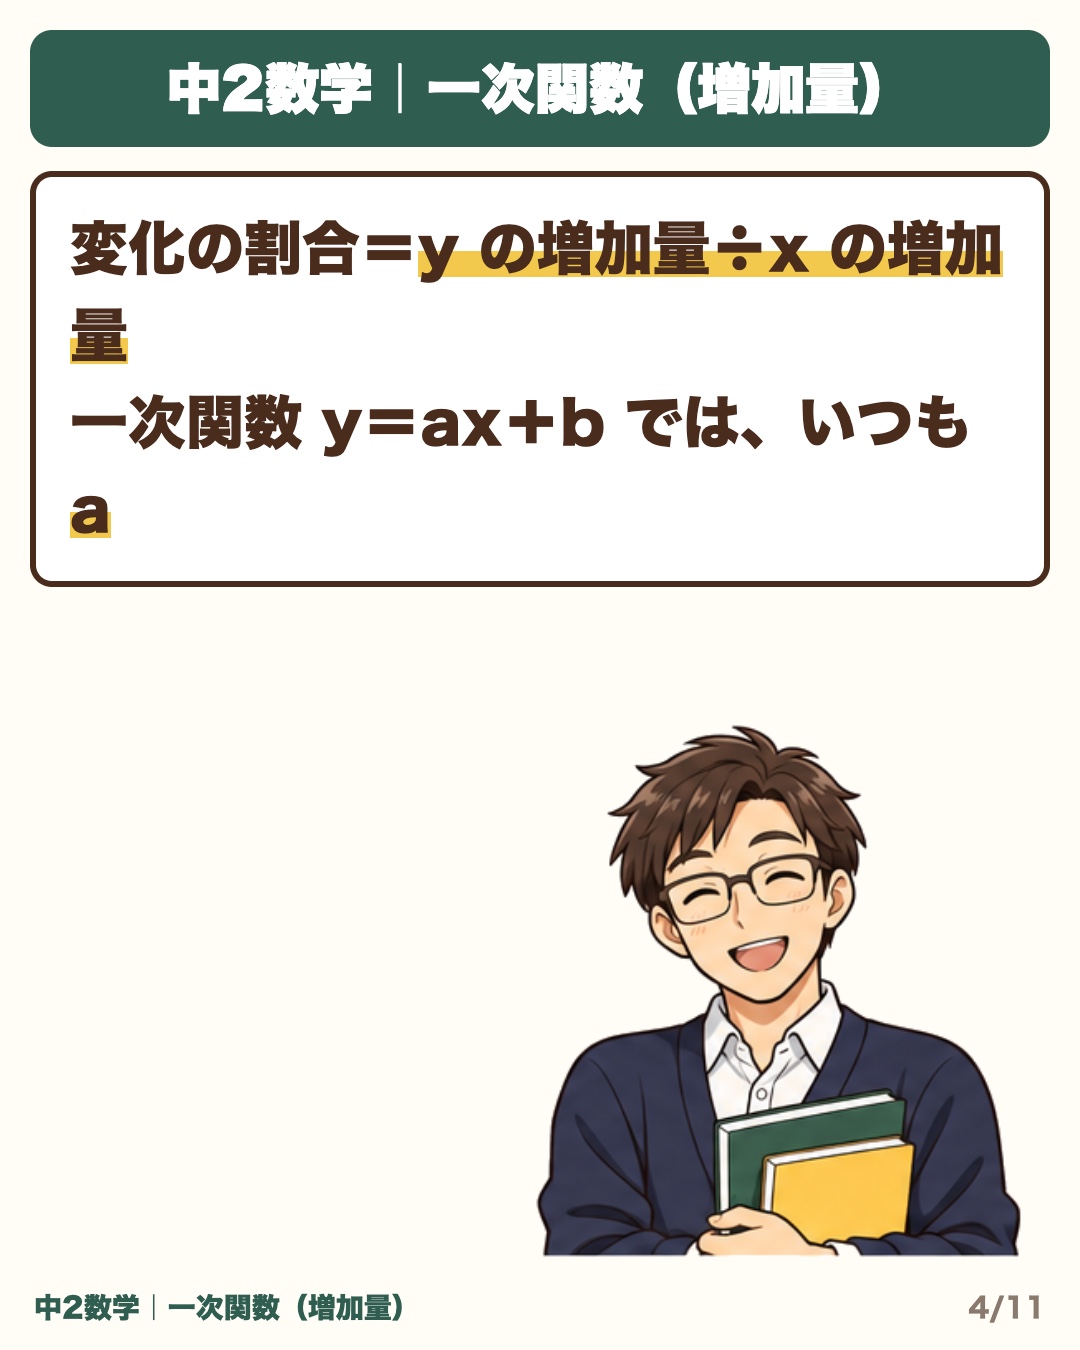 中2数学｜一次関数（増加量）
変化の割合＝y の増加量÷x の増加
量
一次関数 y＝ax＋b では、いつも
a
中2数学｜一次関数（増加量）
4/11